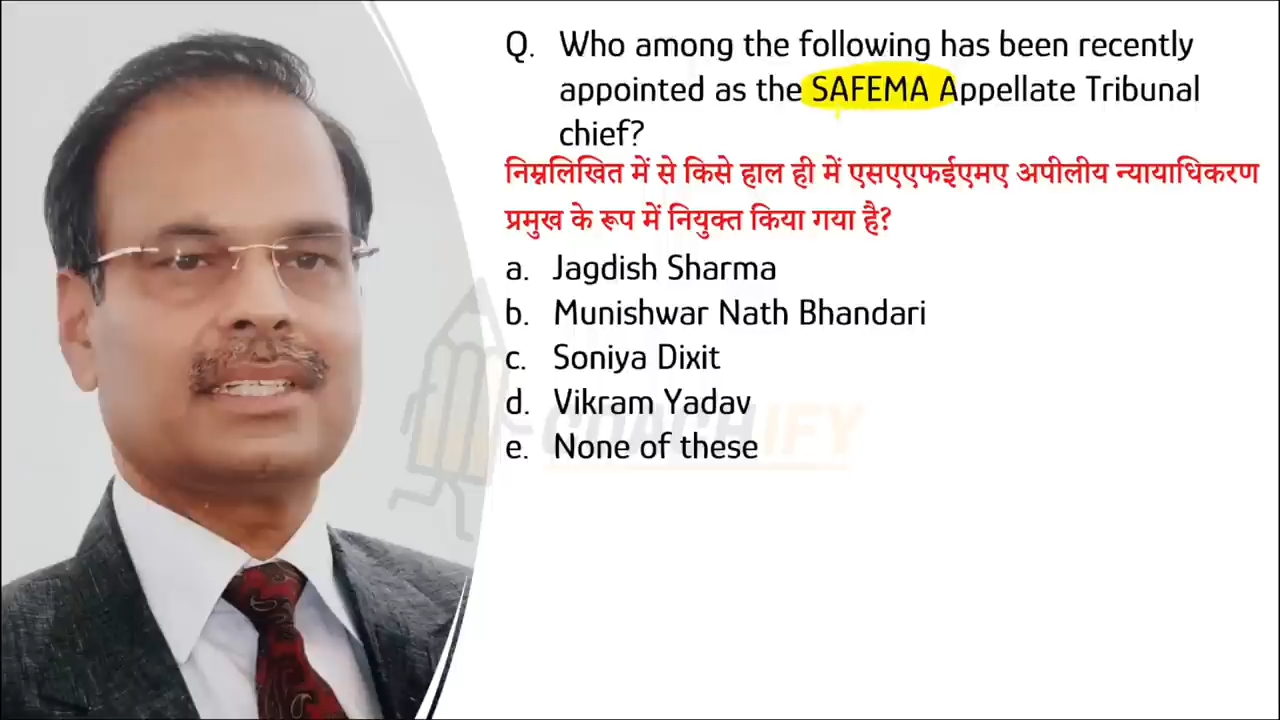 Q. Who among the following has been recently
appointed as the SAFEMA Appellate Tribunal
chief?
निम्नलिखित में से किसे हाल ही में एसएएफईएमए अपीलीय न्यायाधिकरण
प्रमुख के रूप में नियुक्त किया गया है?
a. Jagdish Sharma
b. Munishwar Nath Bhandari
c. Soniya Dixit
d. Vikram Yadav
COACHIFY
e. None of these